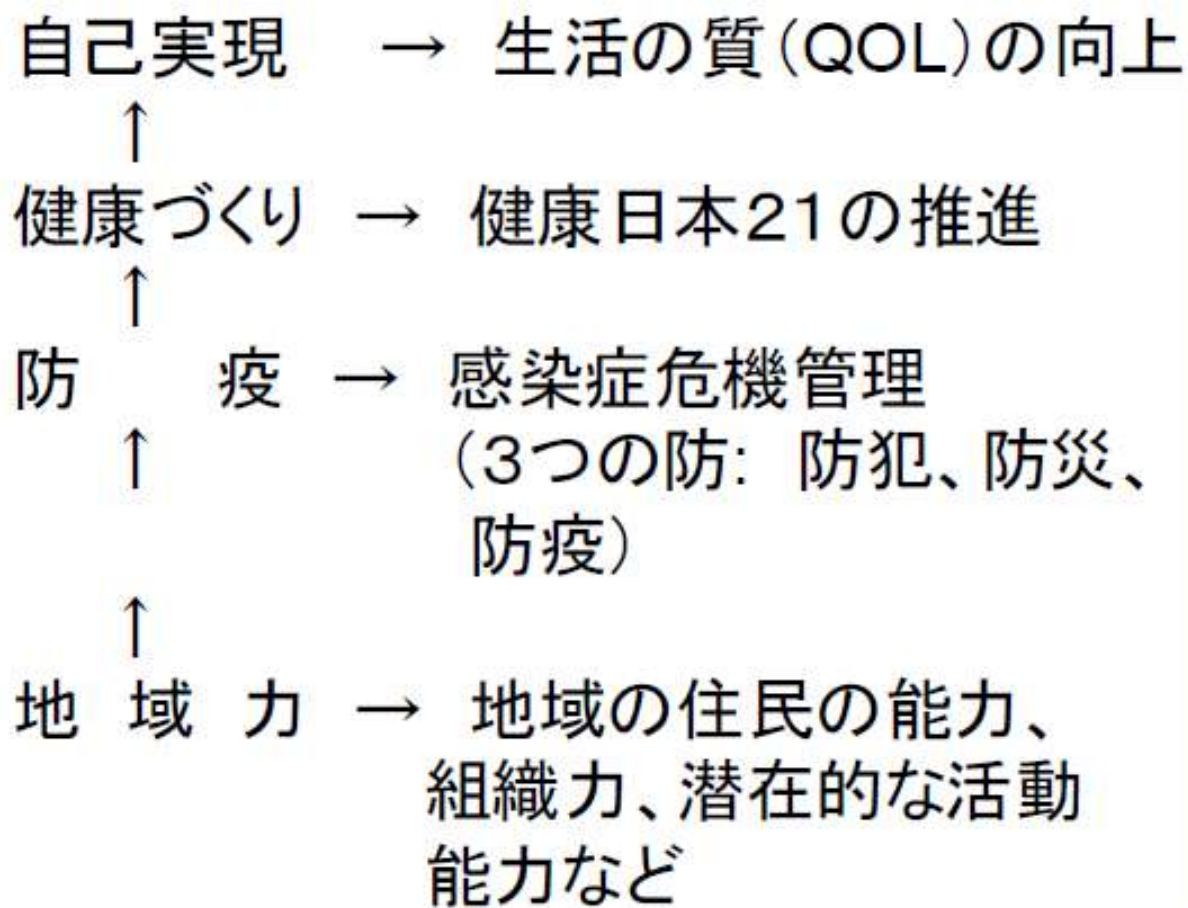 自己実現 → 生活の質(QOL)の向上
↑
健康づくり → 健康日本21の推進
↑
防 疫 → 感染症危機管理
↑ (3つの防: 防犯、防災、
防疫)
↑
地 域 力 → 地域の住民の能力、
組織力、潜在的な活動
能力など